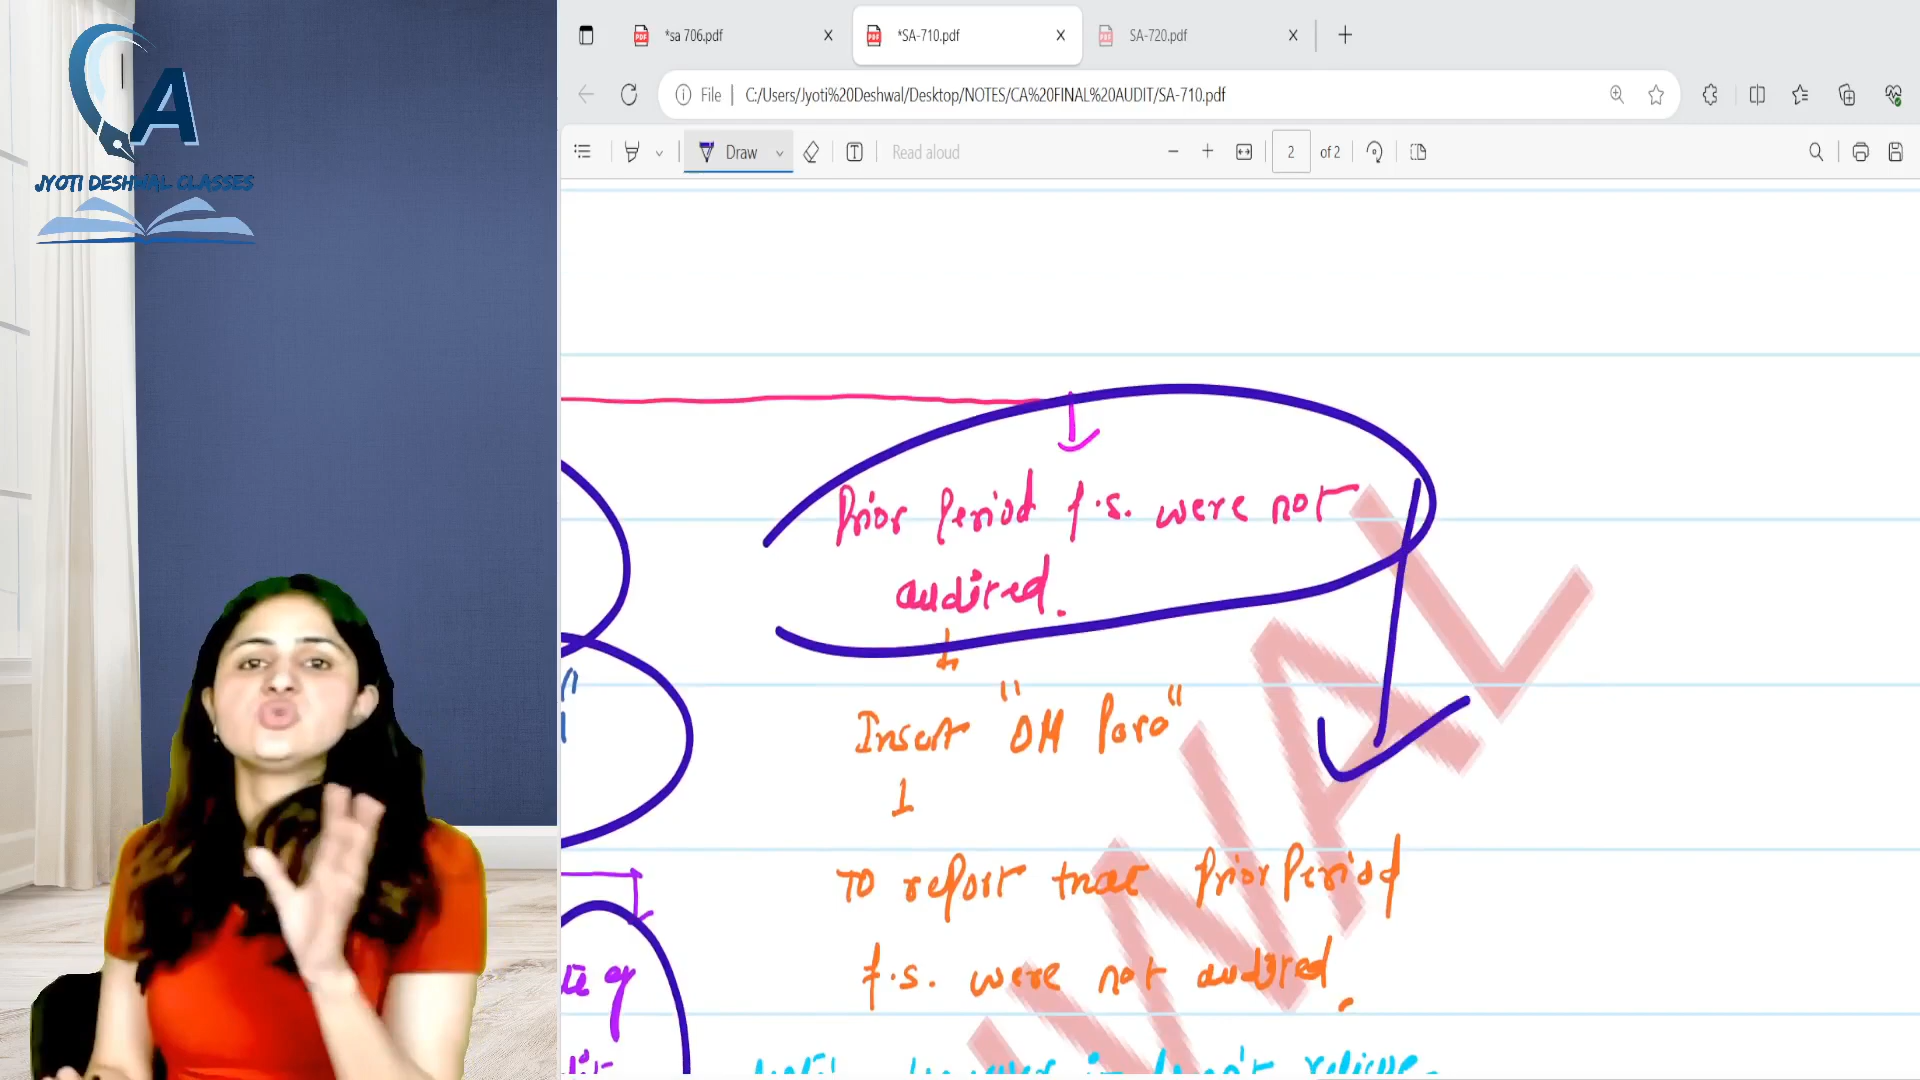 A
JYOTI DESHWAL CLASSES
*sa 706.pdf
*SA-710.pdf
SA-720.pdf
File
C:/Users/Jyoti%20Deshwal/Desktop/NOTES/CA%20FINAL%20AUDIT/SA-710.pdf
Draw
Read aloud
2 of 2
Prior Period f.s. were not
audited.
Insert "OM Para"
To report that Prior Period
f.s. were not audited.
WAL